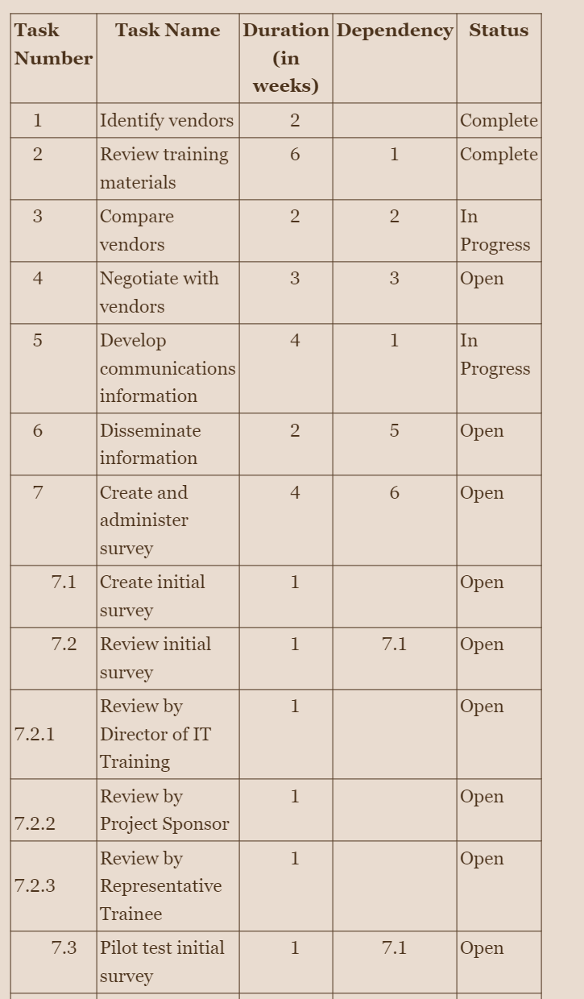 Task Number | Task Name | Duration (in weeks) | Dependency | Status
1 | Identify vendors | 2 | | Complete
2 | Review training materials | 6 | 1 | Complete
3 | Compare vendors | 2 | 2 | In Progress
4 | Negotiate with vendors | 3 | 3 | Open
5 | Develop communications information | 4 | 1 | In Progress
6 | Disseminate information | 2 | 5 | Open
7 | Create and administer survey | 4 | 6 | Open
7.1 | Create initial survey | 1 | | Open
7.2 | Review initial survey | 1 | 7.1 | Open
7.2.1 | Review by Director of IT Training | 1 | | Open
7.2.2 | Review by Project Sponsor | 1 | | Open
7.2.3 | Review by Representative Trainee | 1 | | Open
7.3 | Pilot test initial survey | 1 | 7.1 | Open